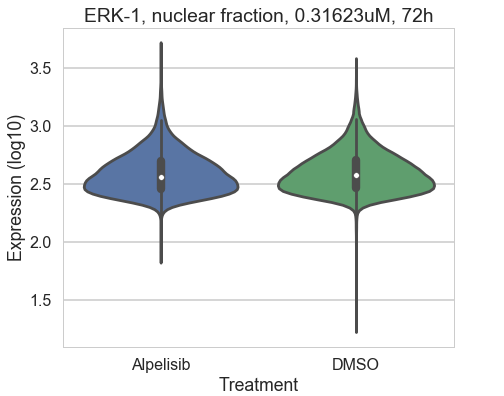 ERK-1, nuclear fraction, 0.31623uM, 72h
Expression (log10)
3.5
3.0
2.5
2.0
1.5
Alpelisib DMSO
Treatment